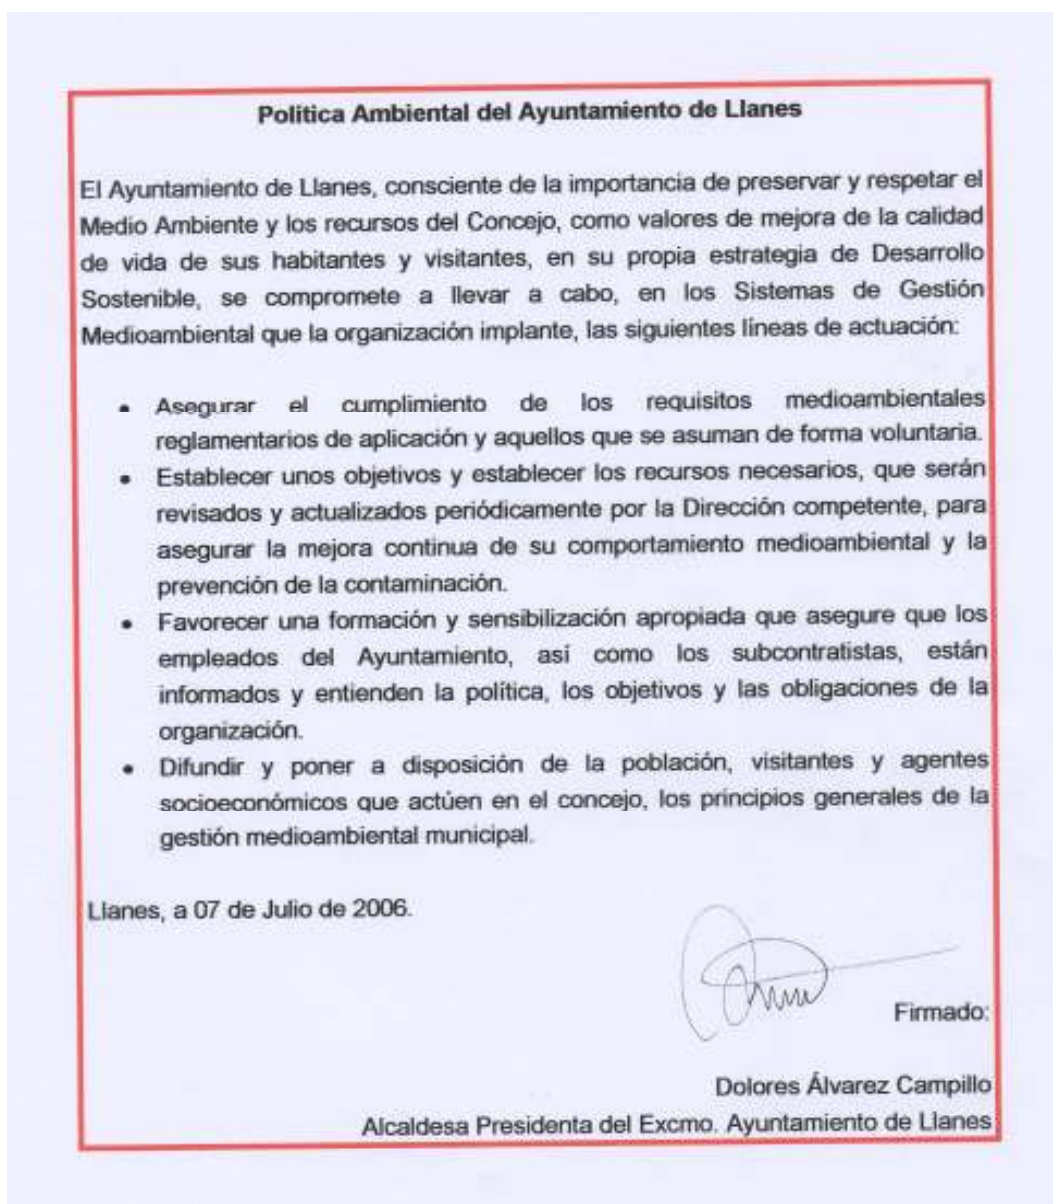 Política Ambiental del Ayuntamiento de Llanes
El Ayuntamiento de Llanes, consciente de la importancia de preservar y respetar el
Medio Ambiente y los recursos del Concejo, como valores de mejora de la calidad
de vida de sus habitantes y visitantes, en su propia estrategia de Desarrollo
Sostenible, se compromete a llevar a cabo, en los Sistemas de Gestión
Medioambiental que la organización implante, las siguientes líneas de actuación:
• Asegurar el cumplimiento de los requisitos medioambientales
reglamentarios de aplicación y aquellos que se asuman de forma voluntaria.
• Establecer unos objetivos y establecer los recursos necesarios, que serán
revisados y actualizados periódicamente por la Dirección competente, para
asegurar la mejora continua de su comportamiento medioambiental y la
prevención de la contaminación.
• Favorecer una formación y sensibilización apropiada que asegure que los
empleados del Ayuntamiento, así como los subcontratistas, están
informados y entienden la política, los objetivos y las obligaciones de la
organización.
• Difundir y poner a disposición de la población, visitantes y agentes
socioeconómicos que actúen en el concejo, los principios generales de la
gestión medioambiental municipal.
Llanes, a 07 de Julio de 2006.
Firmado:
Dolores Álvarez Campillo
Alcaldesa Presidenta del Excmo. Ayuntamiento de Llanes